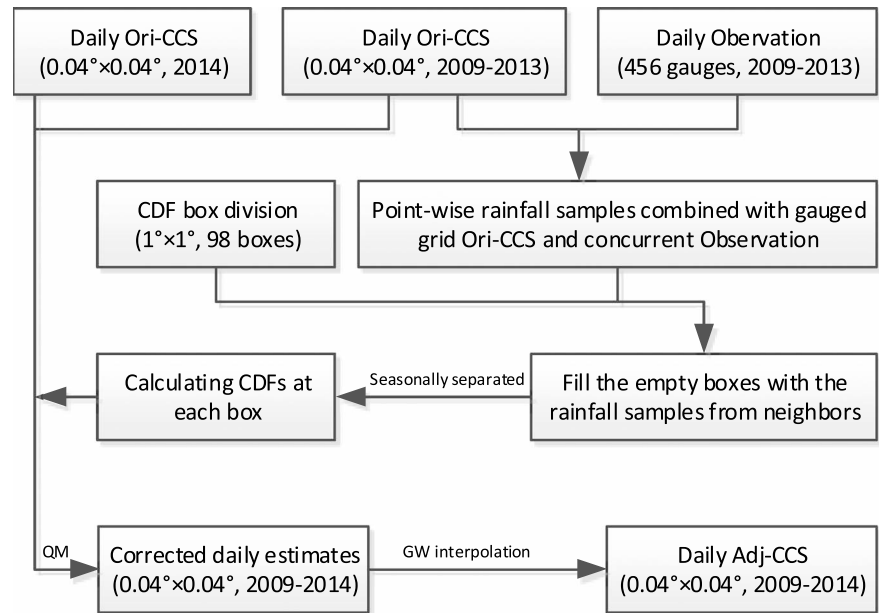 Daily Ori-CCS
(0.04°×0.04°, 2014)
Daily Ori-CCS
(0.04°×0.04°, 2009-2013)
Daily Obervation
(456 gauges, 2009-2013)
CDF box division
(1°×1°, 98 boxes)
Point-wise rainfall samples combined with gauged
grid Ori-CCS and concurrent Observation
Calculating CDFs at
each box
Seasonally separated
Fill the empty boxes with the
rainfall samples from neighbors
QM
Corrected daily estimates
(0.04°×0.04°, 2009-2014)
GW interpolation
Daily Adj-CCS
(0.04°×0.04°, 2009-2014)